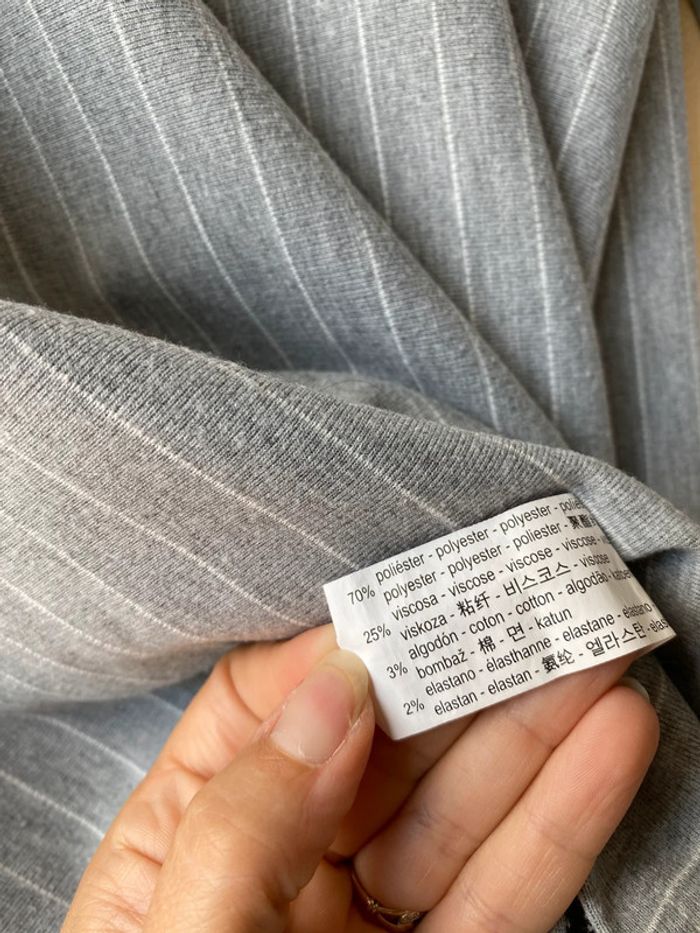 70% poliéster - polyester - polyester -
polyester - polyester - poliester - 聚酯
viscosa - viscose - viscose - viscose -
25% viskoza 粘纤 - 비스코스 - viscose
algodón - coton - cotton - algodão -
3% bombaž - 棉 - 면 - katun
elastano - élasthanne - elastane - elastano
2% elastan - elastan - 氨纶 - 엘라스탄 -